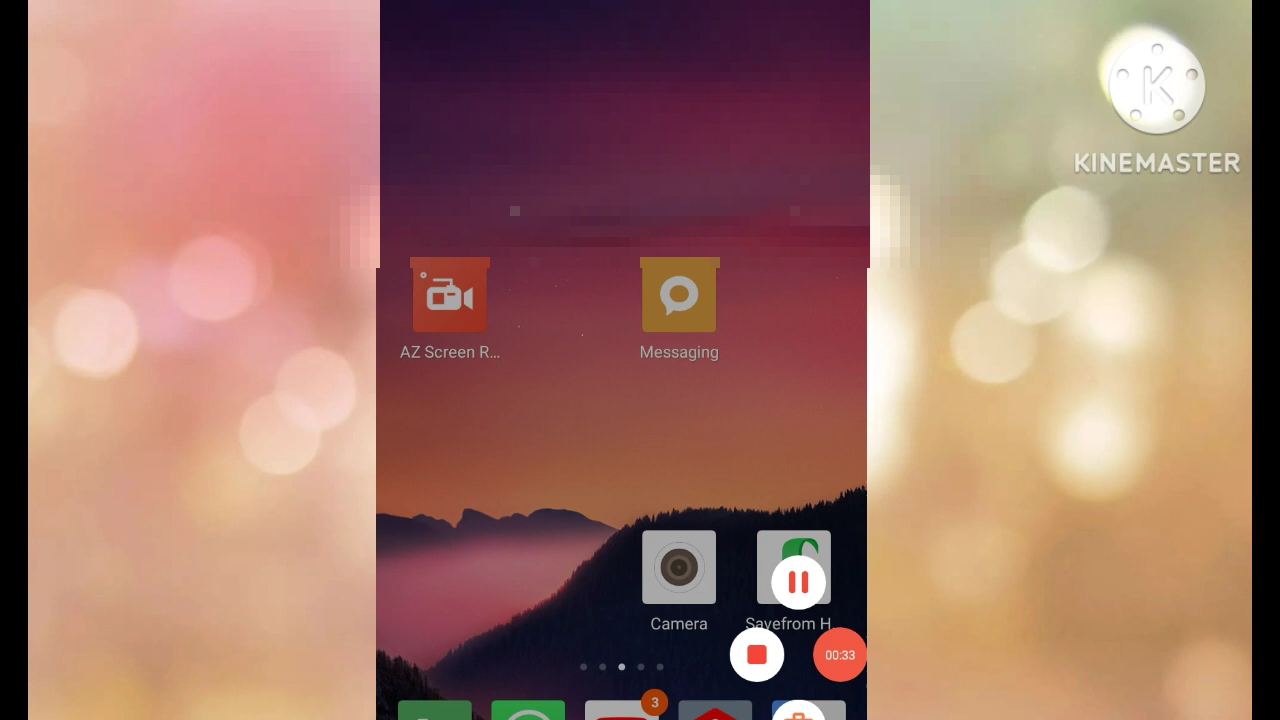 KINEMASTER
AZ Screen R...
Messaging
Camera
Savefrom H...
00:33
3